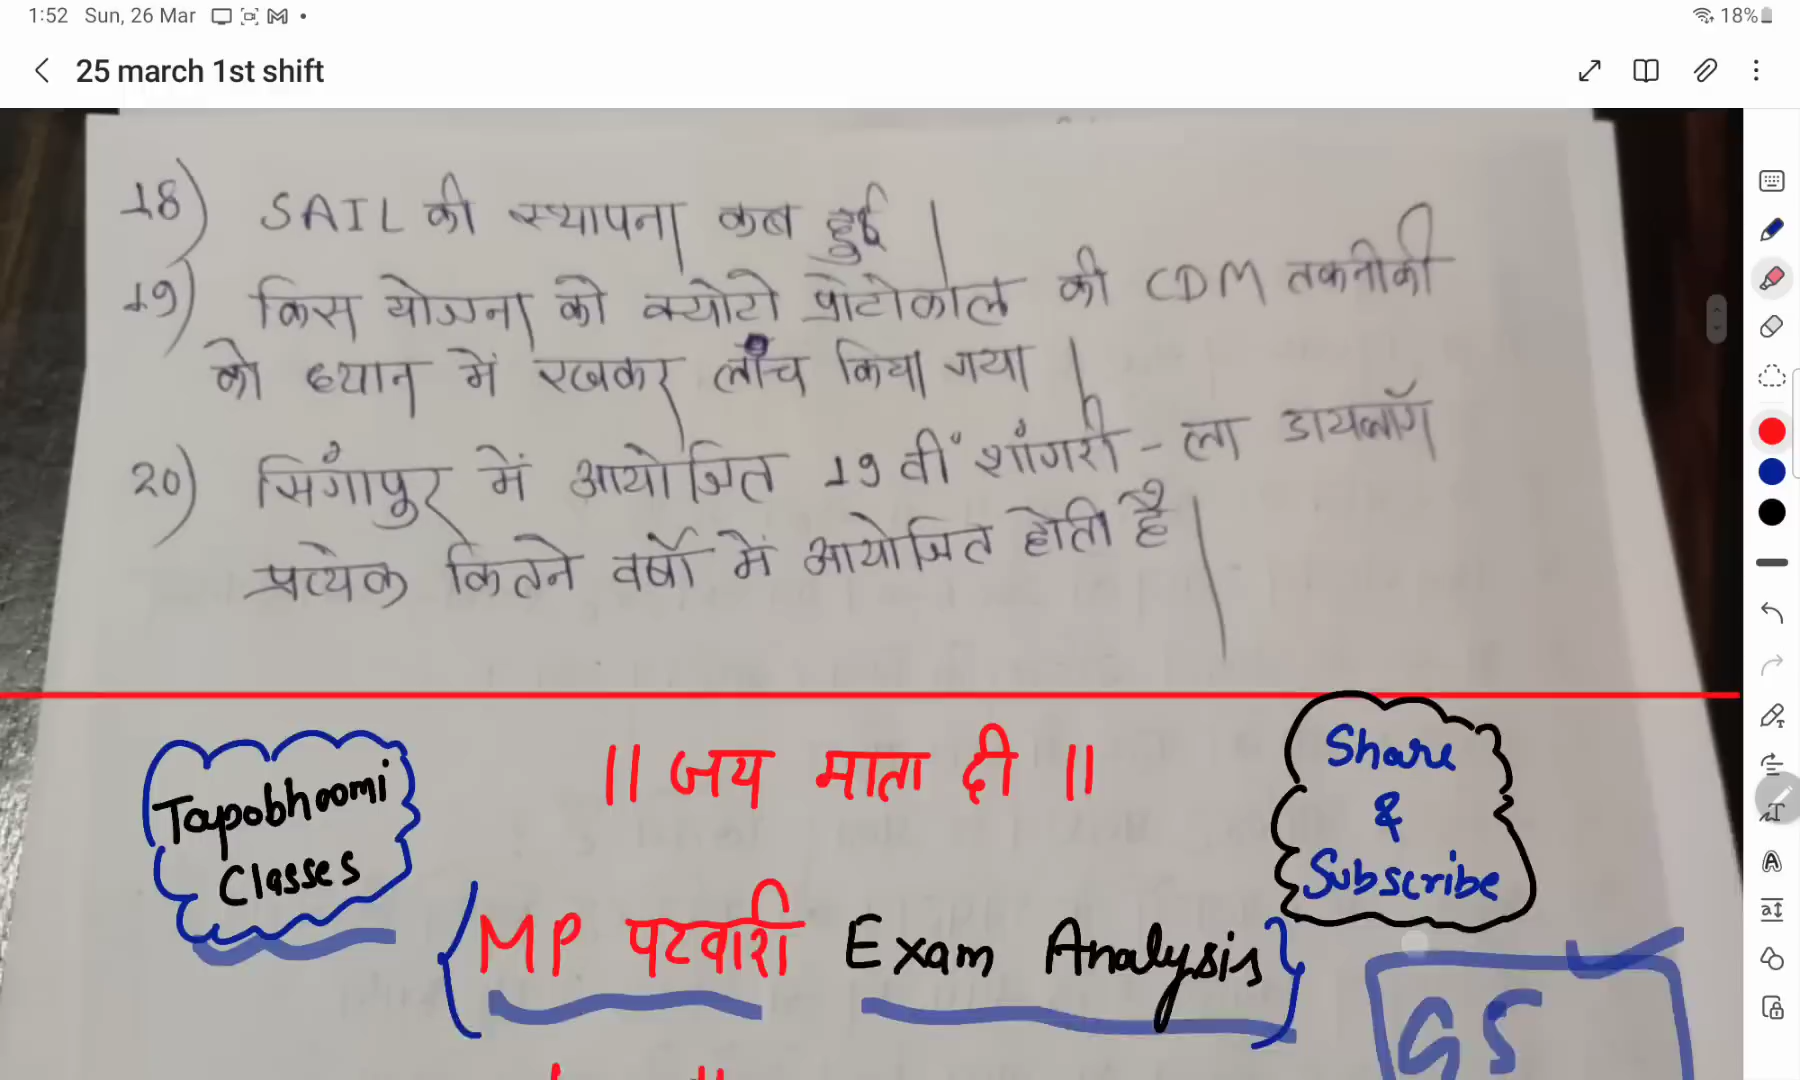 1:52 Sun, 26 Mar
18%
25 march 1st shift
18) SAIL की स्थापना कब हुई |
19) किस योजना को क्योटो प्रोटोकाल की CDM तकनीकी
को ध्यान में रखकर लाँच किया गया |
20) सिंगापुर में आयोजित 19वीं शांगरी-ला डायलॉग
प्रत्येक कितने वर्षों में आयोजित होती है |
Tapobhoomi
Classes
|| जय माता दी ||
Share
&
Subscribe
(MP पटवारी Exam Analysis)
GS